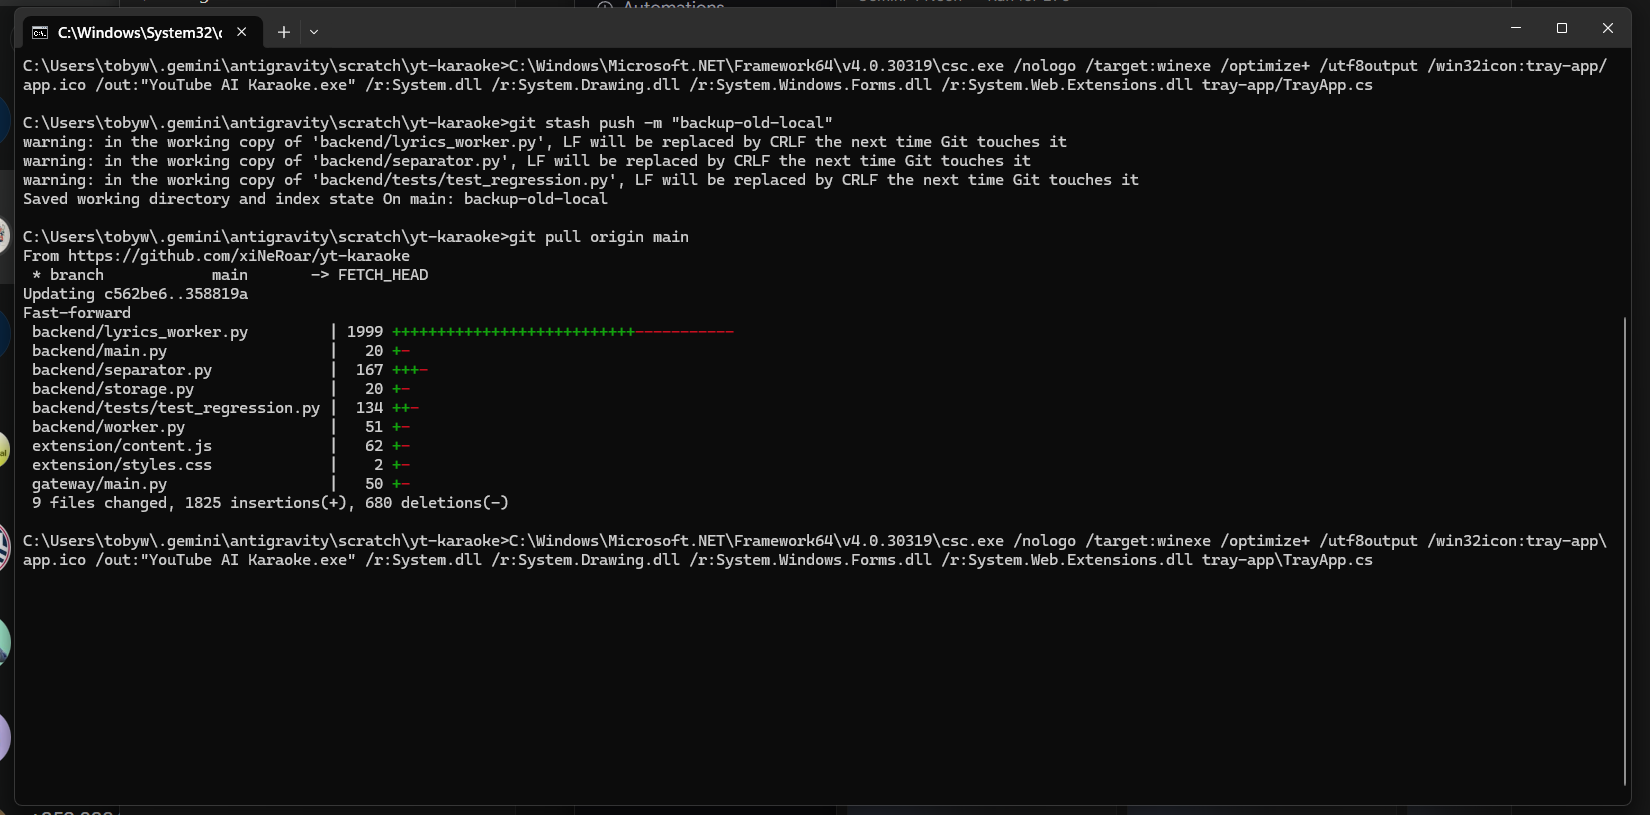 Automations
C:\Windows\System32\c
C:\Users\tobyw\.gemini\antigravity\scratch\yt-karaoke>C:\Windows\Microsoft.NET\Framework64\v4.0.30319\csc.exe /nologo /target:winexe /optimize+ /utf8output /win32icon:tray-app/
app.ico /out:"YouTube AI Karaoke.exe" /r:System.dll /r:System.Drawing.dll /r:System.Windows.Forms.dll /r:System.Web.Extensions.dll tray-app/TrayApp.cs
C:\Users\tobyw\.gemini\antigravity\scratch\yt-karaoke>git stash push -m "backup-old-local"
warning: in the working copy of 'backend/lyrics_worker.py', LF will be replaced by CRLF the next time Git touches it
warning: in the working copy of 'backend/separator.py', LF will be replaced by CRLF the next time Git touches it
warning: in the working copy of 'backend/tests/test_regression.py', LF will be replaced by CRLF the next time Git touches it
Saved working directory and index state On main: backup-old-local
C:\Users\tobyw\.gemini\antigravity\scratch\yt-karaoke>git pull origin main
From https://github.com/xiNeRoar/yt-karaoke
 * branch            main       -> FETCH_HEAD
Updating c562be6..358819a
Fast-forward
 backend/lyrics_worker.py         | 1999 +++++++++++++++++++++++++++-----------
 backend/main.py                  |   20 +-
 backend/separator.py             |  167 +++-
 backend/storage.py               |   20 +-
 backend/tests/test_regression.py |  134 ++-
 backend/worker.py                |   51 +-
 extension/content.js             |   62 +-
 extension/styles.css             |    2 +-
 gateway/main.py                  |   50 +-
 9 files changed, 1825 insertions(+), 680 deletions(-)
C:\Users\tobyw\.gemini\antigravity\scratch\yt-karaoke>C:\Windows\Microsoft.NET\Framework64\v4.0.30319\csc.exe /nologo /target:winexe /optimize+ /utf8output /win32icon:tray-app\
app.ico /out:"YouTube AI Karaoke.exe" /r:System.dll /r:System.Drawing.dll /r:System.Windows.Forms.dll /r:System.Web.Extensions.dll tray-app\TrayApp.cs